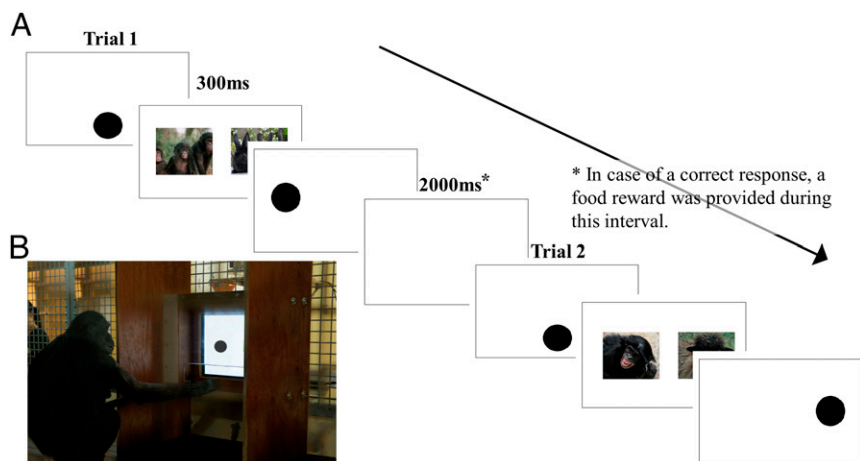 A
Trial 1
300ms
2000ms*
* In case of a correct response, a
food reward was provided during
this interval.
B
Trial 2